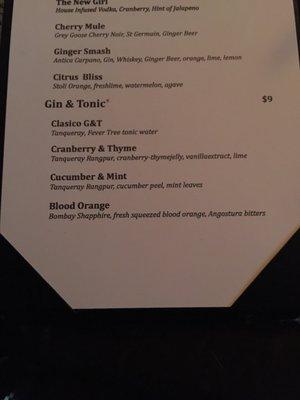 The New Girl
House Infused Vodka, Cranberry, Hint of Jalapeno
Cherry Mule
Grey Goose Cherry Noir, St Germain, Ginger Beer
Ginger Smash
Antica Carpano, Gin, Whiskey, Ginger Beer, orange, lime, lemon
Citrus Bliss
Stoli Orange, freshlime, watermelon, agave
Gin & Tonic* $9
Clasico G&T
Tanqueray, Fever Tree tonic water
Cranberry & Thyme
Tanqueray Rangpur, cranberry-thymejelly, vanillaextract, lime
Cucumber & Mint
Tanqueray Rangpur, cucumber peel, mint leaves
Blood Orange
Bombay Shapphire, fresh squeezed blood orange, Angostura bitters